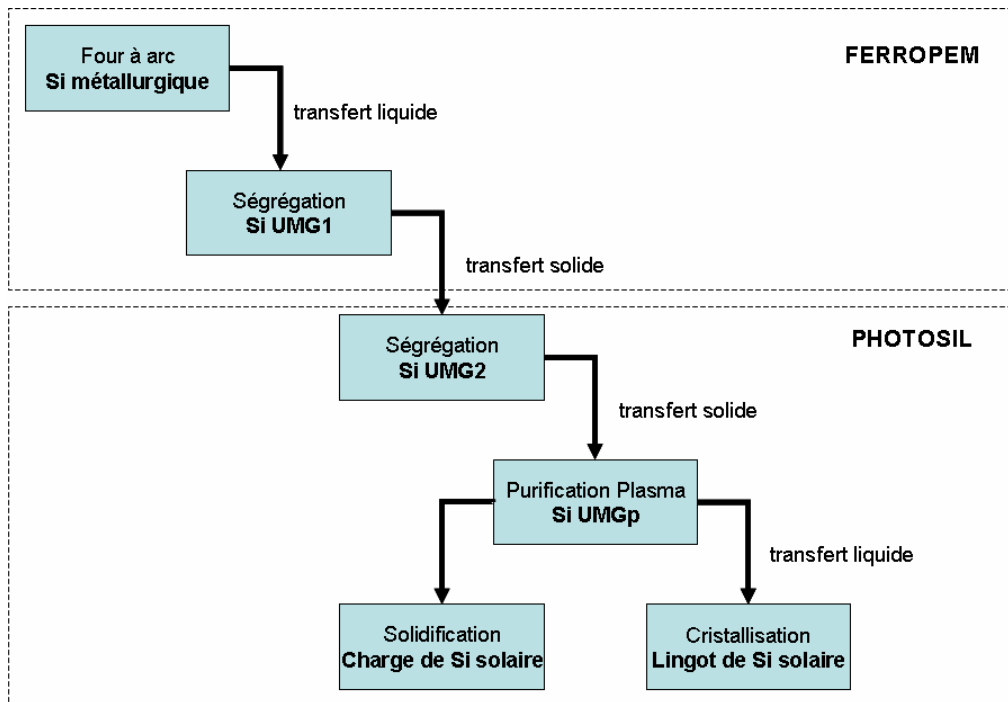 FERROPEM
Four à arc
Si métallurgique
transfert liquide
Ségrégation
Si UMG1
transfert solide
PHOTOSIL
Ségrégation
Si UMG2
transfert solide
Purification Plasma
Si UMGp
transfert liquide
Solidification
Charge de Si solaire
Cristallisation
Lingot de Si solaire